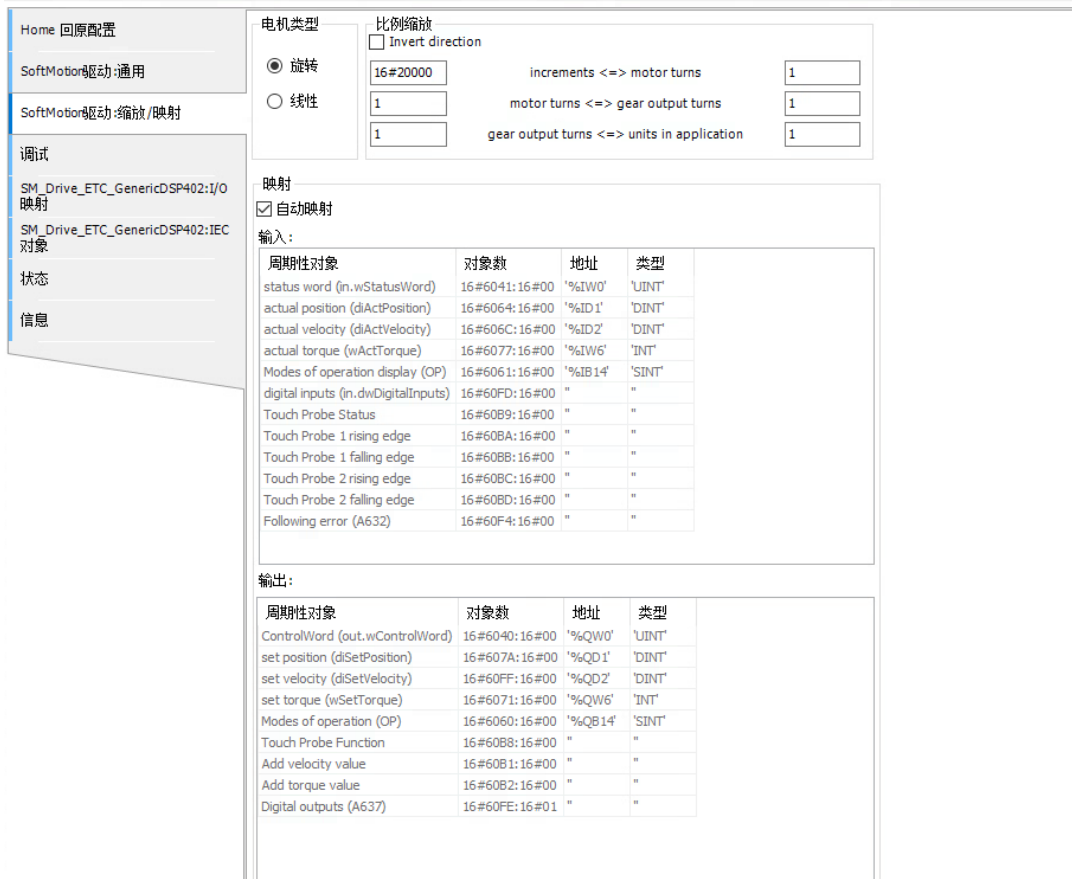 Home 回原配置
SoftMotion驱动:通用
SoftMotion驱动:缩放/映射
调试
SM_Drive_ETC_GenericDSP402:I/O
映射
SM_Drive_ETC_GenericDSP402:IEC
对象
状态
信息
电机类型
旋转
线性
比例缩放
Invert direction
16#20000 increments <=> motor turns 1
1 motor turns <=> gear output turns 1
1 gear output turns <=> units in application 1
映射
自动映射
输入:
周期性对象 对象数 地址 类型
status word (in.wStatusWord) 16#6041:16#00 '%IW0' 'UINT'
actual position (diActPosition) 16#6064:16#00 '%ID1' 'DINT'
actual velocity (diActVelocity) 16#606C:16#00 '%ID2' 'DINT'
actual torque (wActTorque) 16#6077:16#00 '%IW6' 'INT'
Modes of operation display (OP) 16#6061:16#00 '%IB14' 'SINT'
digital inputs (in.dwDigitalInputs) 16#60FD:16#00 '' ''
Touch Probe Status 16#60B9:16#00 '' ''
Touch Probe 1 rising edge 16#60BA:16#00 '' ''
Touch Probe 1 falling edge 16#60BB:16#00 '' ''
Touch Probe 2 rising edge 16#60BC:16#00 '' ''
Touch Probe 2 falling edge 16#60BD:16#00 '' ''
Following error (A632) 16#60F4:16#00 '' ''
输出:
周期性对象 对象数 地址 类型
ControlWord (out.wControlWord) 16#6040:16#00 '%QW0' 'UINT'
set position (diSetPosition) 16#607A:16#00 '%QD1' 'DINT'
set velocity (diSetVelocity) 16#60FF:16#00 '%QD2' 'DINT'
set torque (wSetTorque) 16#6071:16#00 '%QW6' 'INT'
Modes of operation (OP) 16#6060:16#00 '%QB14' 'SINT'
Touch Probe Function 16#60B8:16#00 '' ''
Add velocity value 16#60B1:16#00 '' ''
Add torque value 16#60B2:16#00 '' ''
Digital outputs (A637) 16#60FE:16#01 '' ''